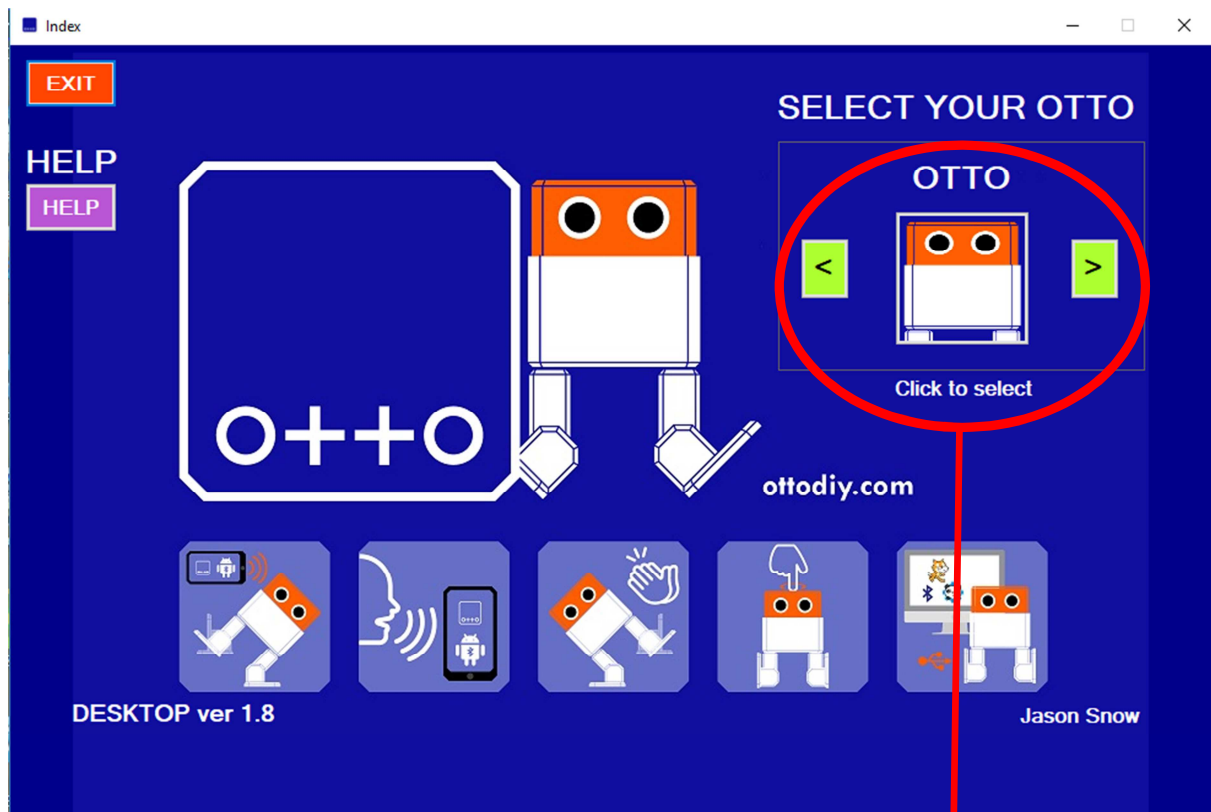 Index
EXIT
SELECT YOUR OTTO
HELP
HELP
OTTO
<
>
Click to select
O++O
ottodiy.com
O++O
DESKTOP ver 1.8
Jason Snow